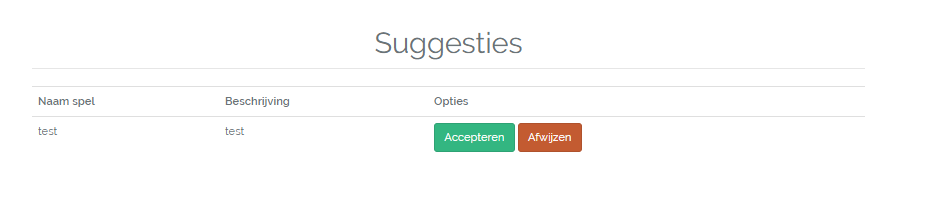 Suggesties
Naam spel Beschrijving Opties
test test Accepteren Afwijzen